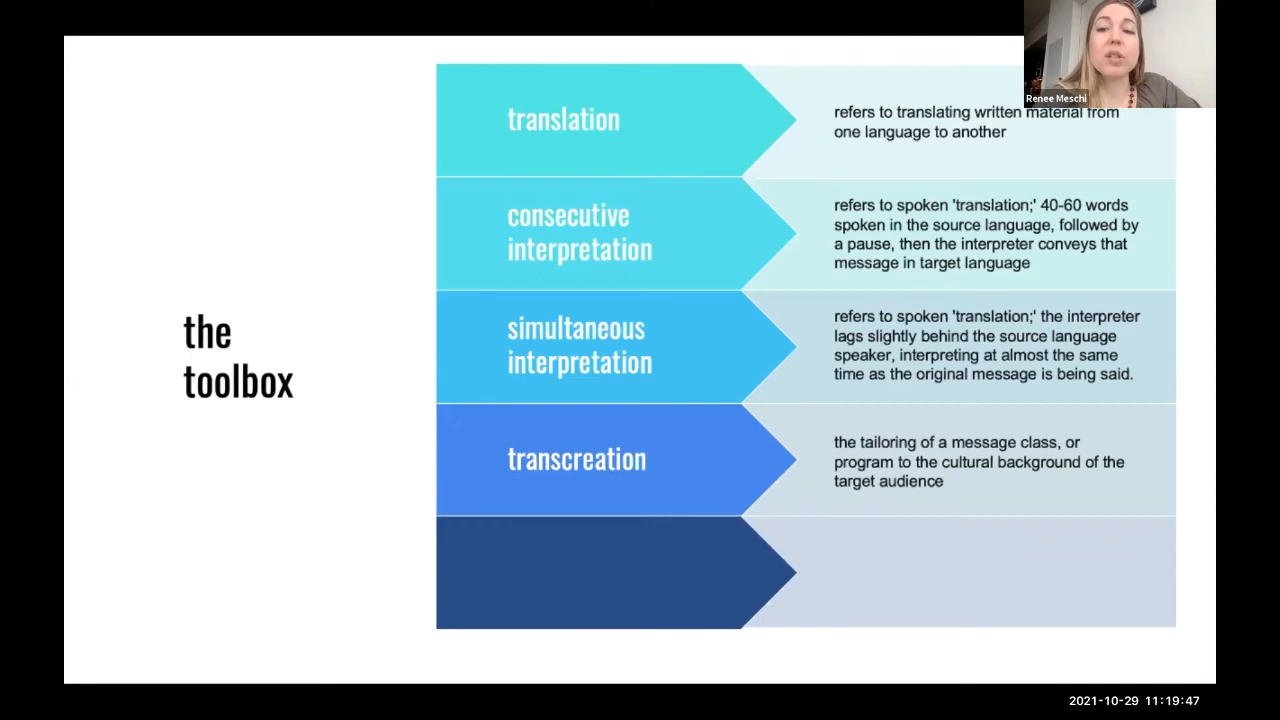 Renee Meschi
the
toolbox
translation
refers to translating written material from
one language to another
consecutive
interpretation
refers to spoken 'translation;' 40-60 words
spoken in the source language, followed by
a pause, then the interpreter conveys that
message in target language
simultaneous
interpretation
refers to spoken 'translation;' the interpreter
lags slightly behind the source language
speaker, interpreting at almost the same
time as the original message is being said.
transcreation
the tailoring of a message class, or
program to the cultural background of the
target audience
2021-10-29 11:19:47